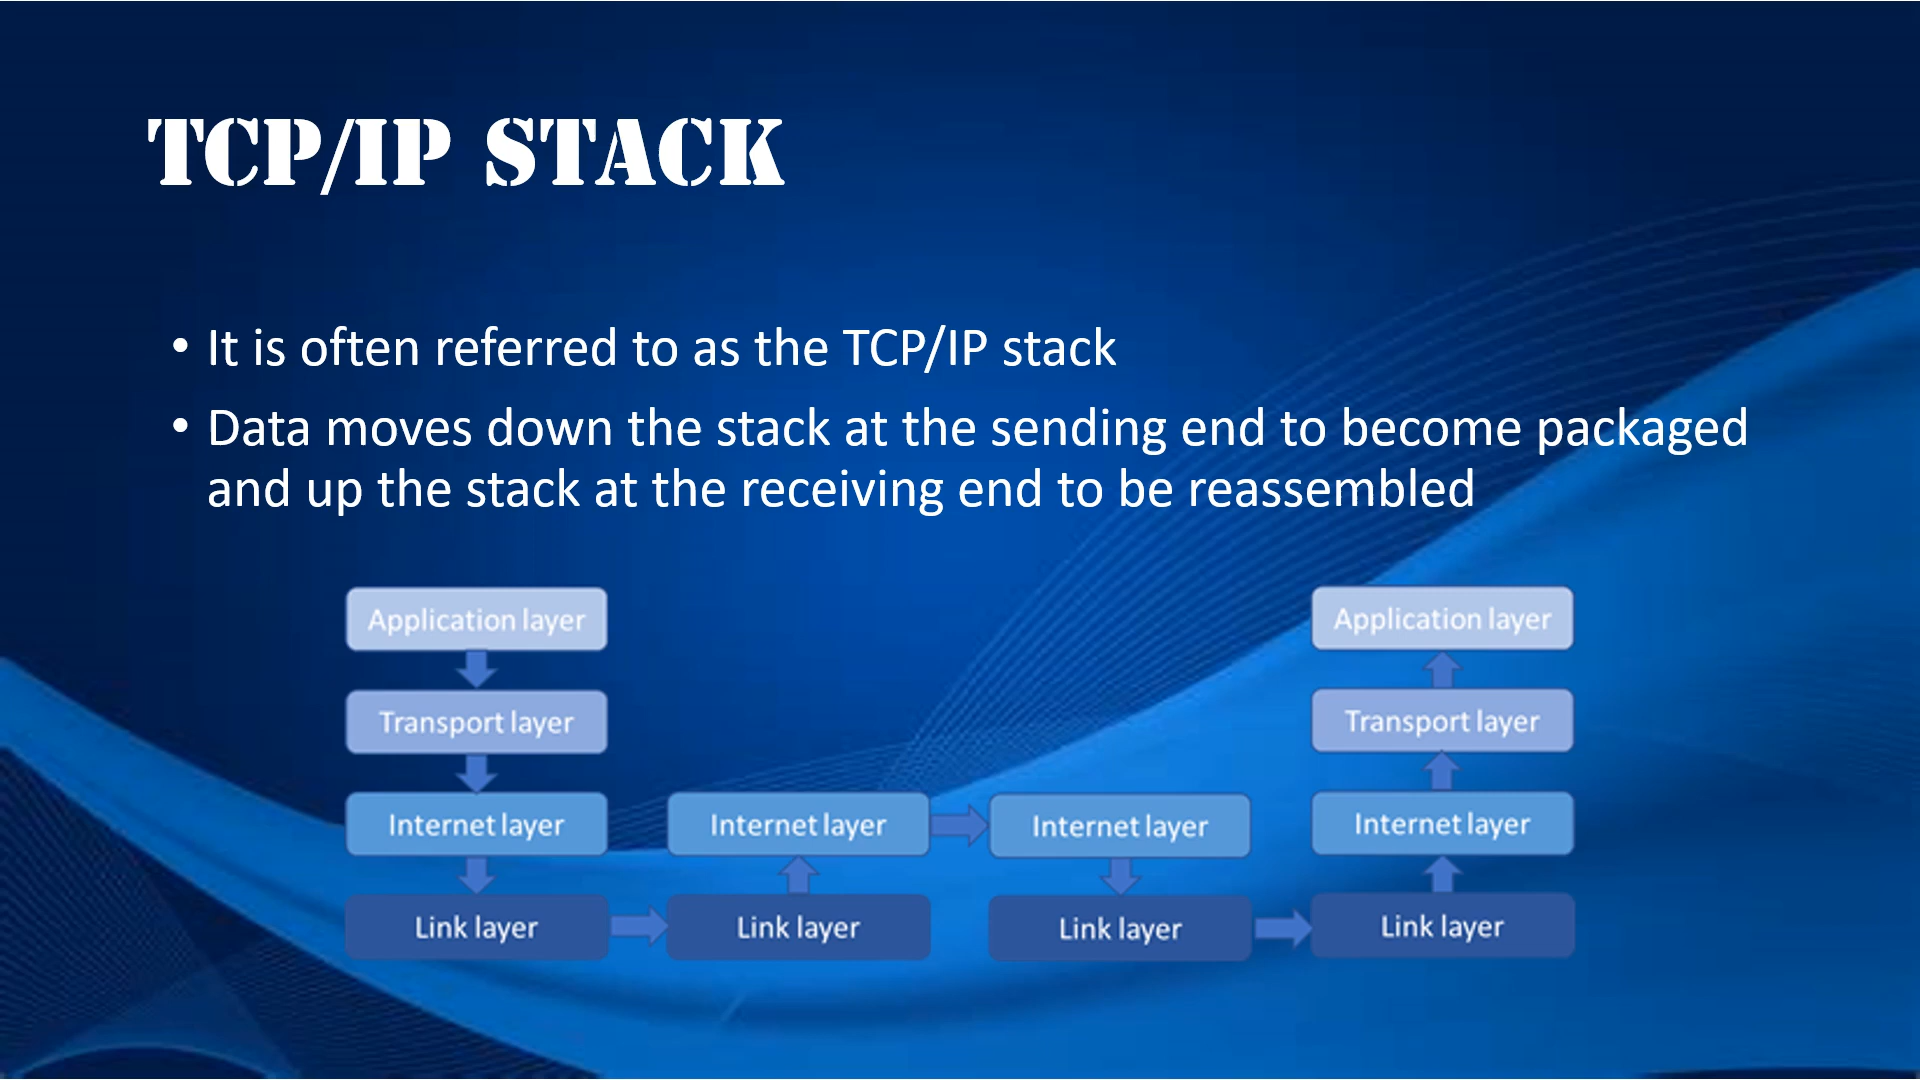 TCP/IP STACK
• It is often referred to as the TCP/IP stack
• Data moves down the stack at the sending end to become packaged
and up the stack at the receiving end to be reassembled
Application layer
Application layer
Transport layer
Transport layer
Internet layer
Internet layer
Internet layer
Internet layer
Link layer
Link layer
Link layer
Link layer